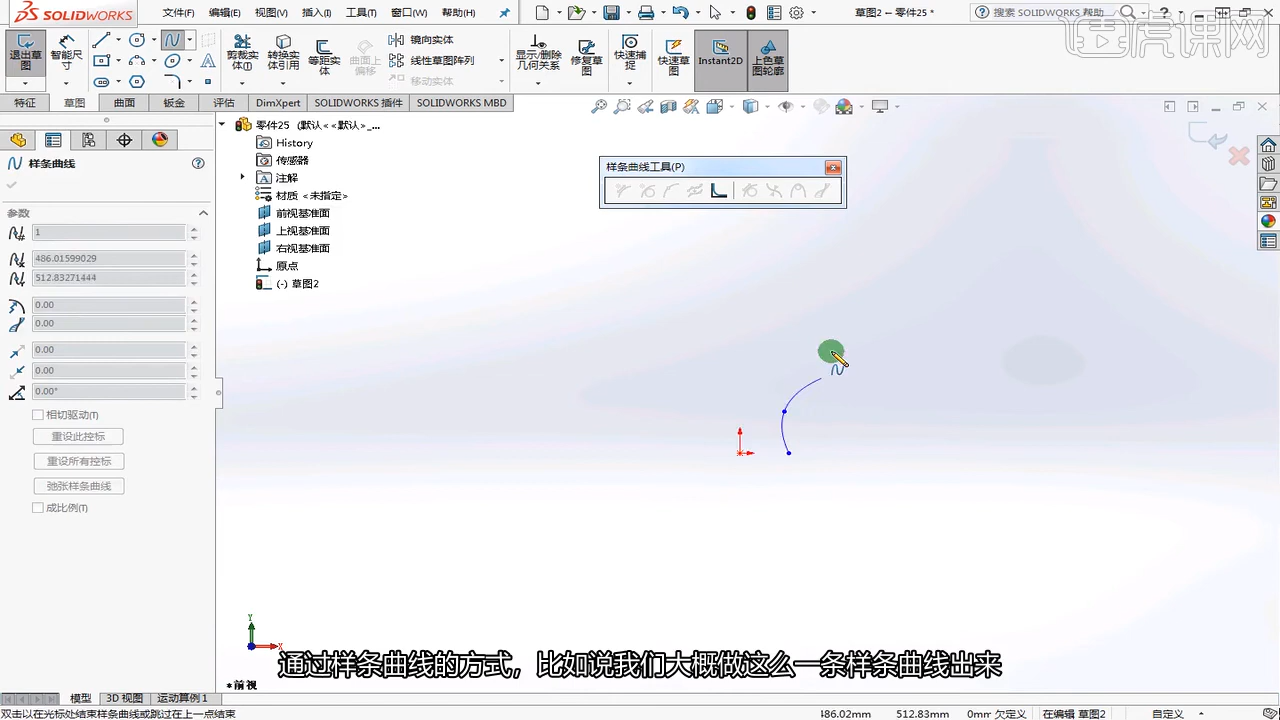 SOLIDWORKS
文件(F) 编辑(E) 视图(V) 插入(I) 工具(T) 窗口(W) 帮助(H)
草图2 - 零件25 *
搜索 SOLIDWORKS 帮助
虎课网
退出草图
智能尺寸
剪裁实体(T)
转换实体引用
等距实体
曲面上偏移
镜向实体
线性草图阵列
移动实体
显示/删除几何关系
修复草图
快速捕捉
快速草图
Instant2D
上色草图轮廓
特征 草图 曲面 钣金 评估 DimXpert SOLIDWORKS 插件 SOLIDWORKS MBD
样条曲线
参数
1
486.01599029
512.83271444
0.00
0.00
0.00
0.00
0.00°
相切驱动(T)
重设此控标
重设所有控标
弛张样条曲线
成比例(T)
零件25 (默认<<默认>_...
History
传感器
注解
材质 <未指定>
前视基准面
上视基准面
右视基准面
原点
(-) 草图2
样条曲线工具(P)
Y
X
*前视
通过样条曲线的方式，比如说我们大概做这么一条样条曲线出来
模型 3D 视图 运动算例 1
双击以在光标处结束样条曲线或跳过在上一点结束
486.02mm 512.83mm 0mm 欠定义 在编辑 草图2 自定义